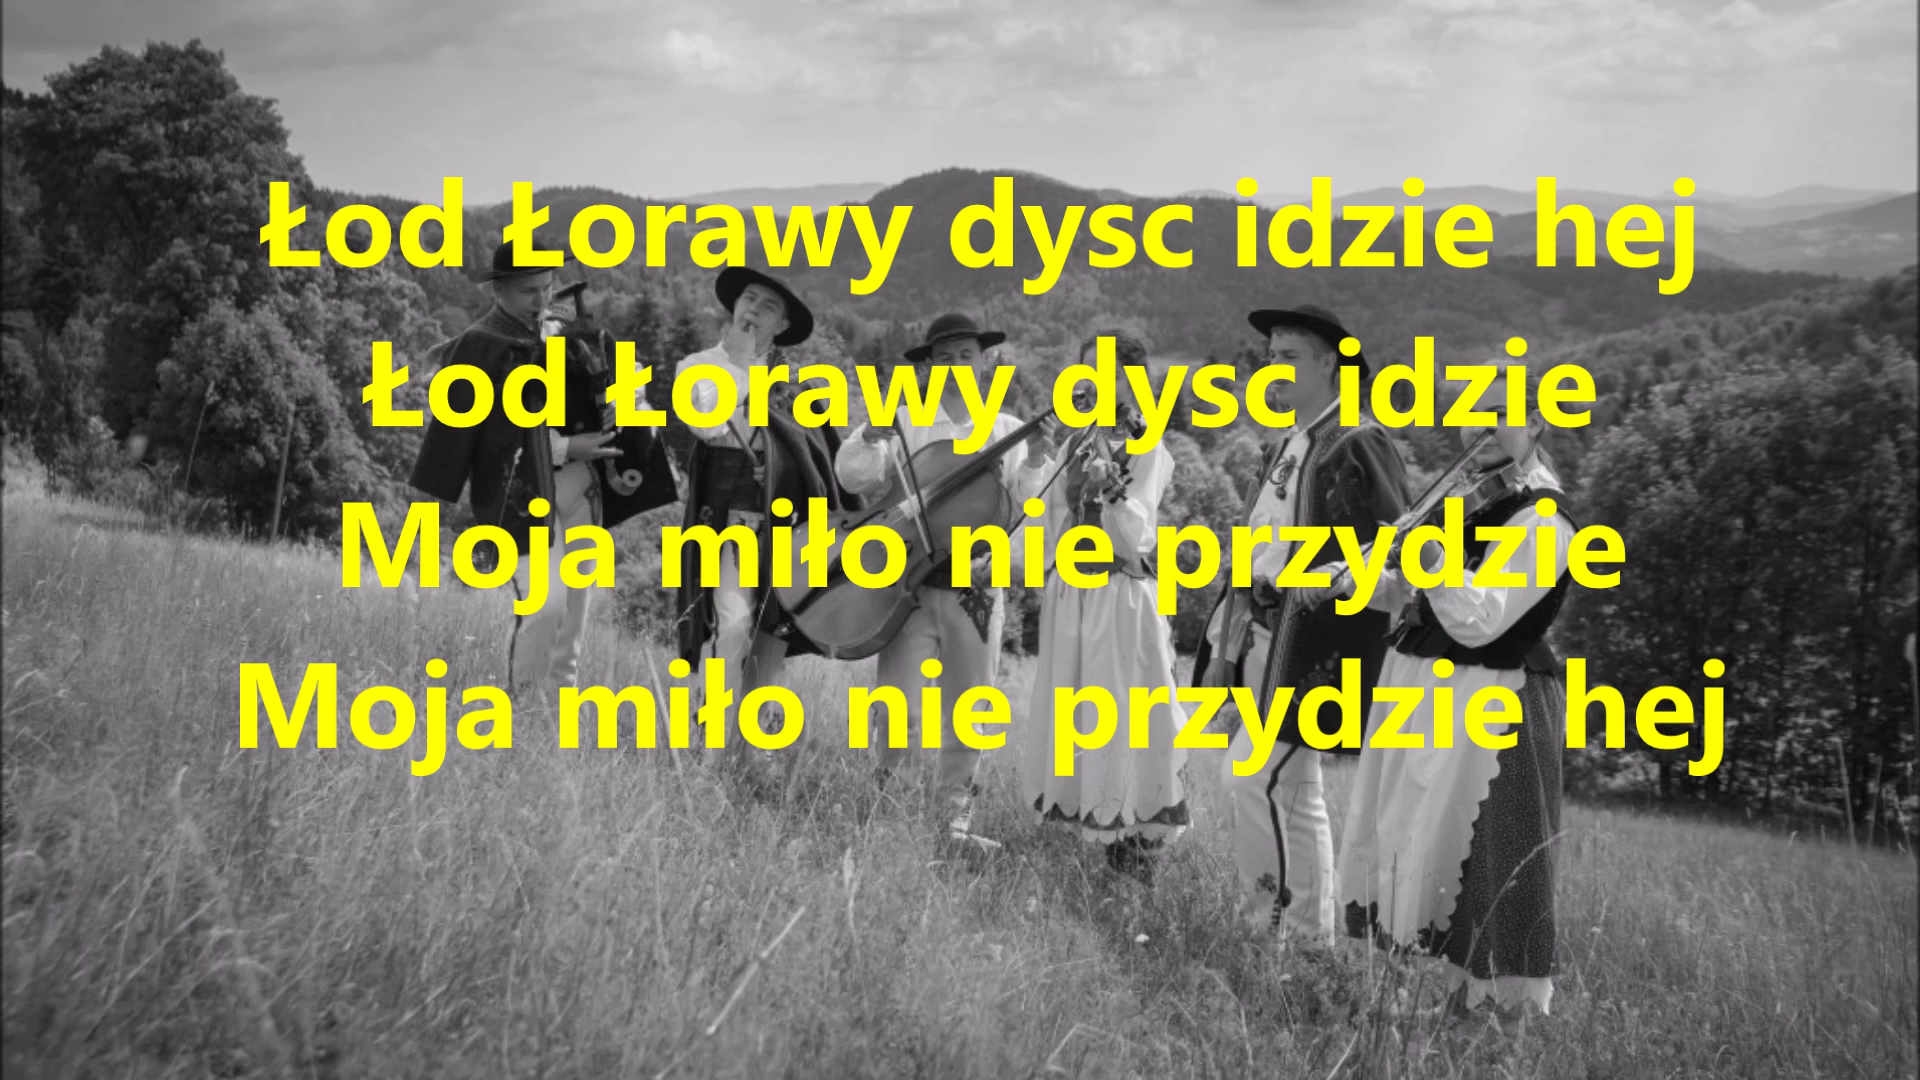 Łod Łorawy dysc idzie hej
Łod Łorawy dysc idzie
Moja miło nie przydzie
Moja miło nie przydzie hej